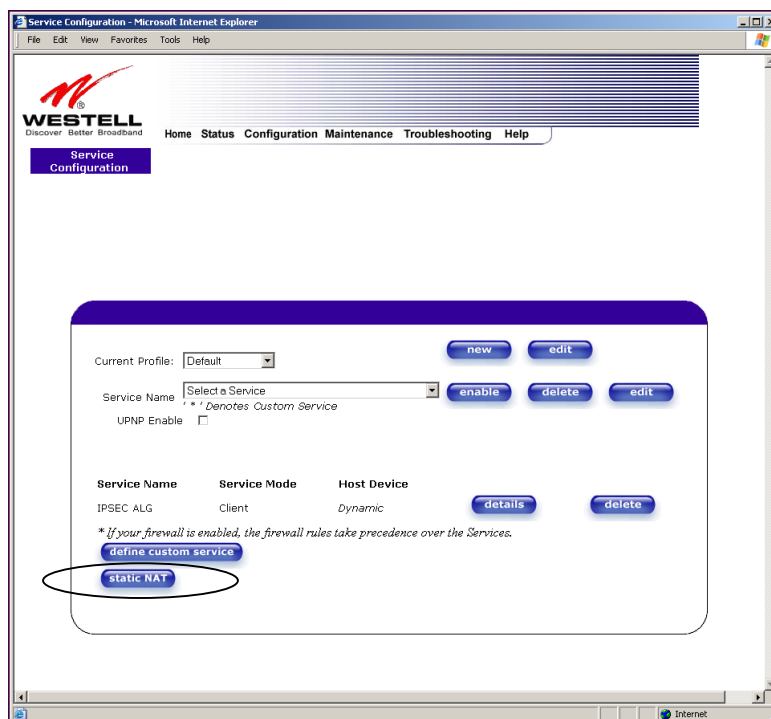 Service Configuration - Microsoft Internet Explorer
File Edit View Favorites Tools Help
®
WESTELL
Discover Better Broadband
Home Status Configuration Maintenance Troubleshooting Help
Service
Configuration
Current Profile: Default new edit
Service Name Select a Service enable delete edit
' * ' Denotes Custom Service
UPNP Enable
Service Name Service Mode Host Device
IPSEC ALG Client Dynamic details delete
* If your firewall is enabled, the firewall rules take precedence over the Services.
define custom service
static NAT
Internet